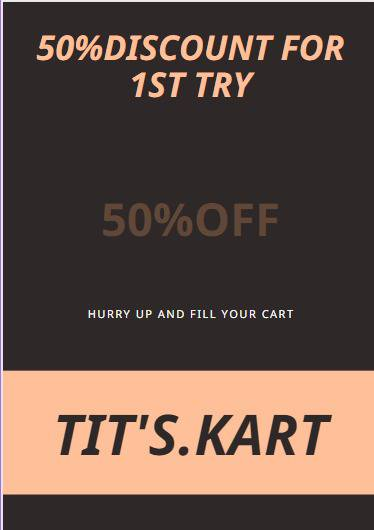 50%DISCOUNT FOR
1ST TRY
50%OFF
HURRY UP AND FILL YOUR CART
TIT'S.KART